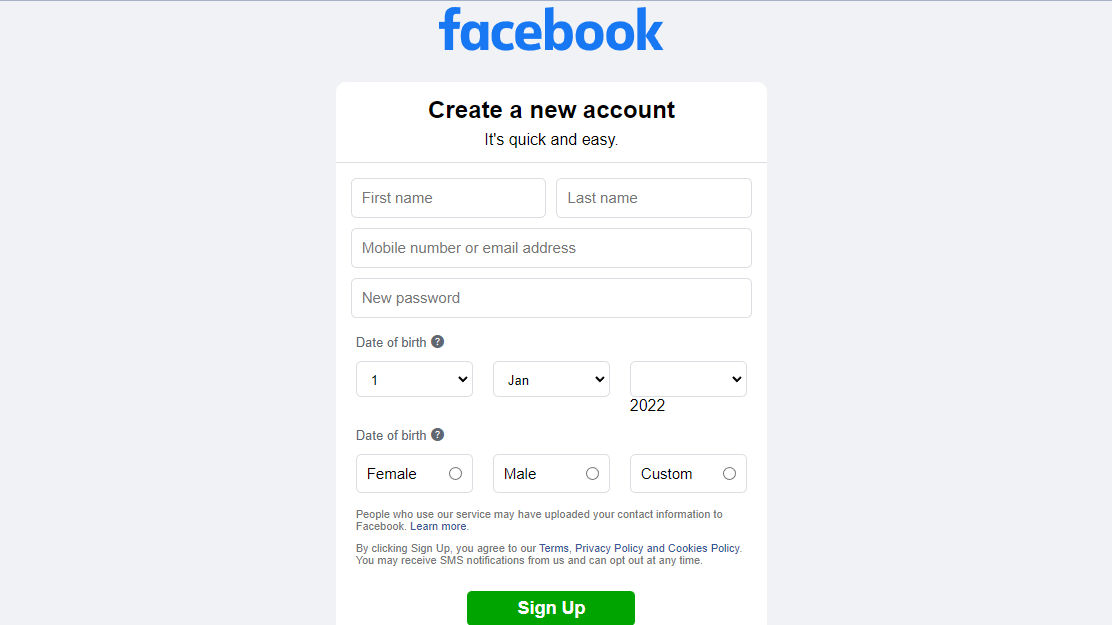 facebook
Create a new account
It's quick and easy.
First name Last name
Mobile number or email address
New password
Date of birth ?
1 Jan
2022
Date of birth ?
Female Male Custom
People who use our service may have uploaded your contact information to
Facebook. Learn more.
By clicking Sign Up, you agree to our Terms, Privacy Policy and Cookies Policy.
You may receive SMS notifications from us and can opt out at any time.
Sign Up